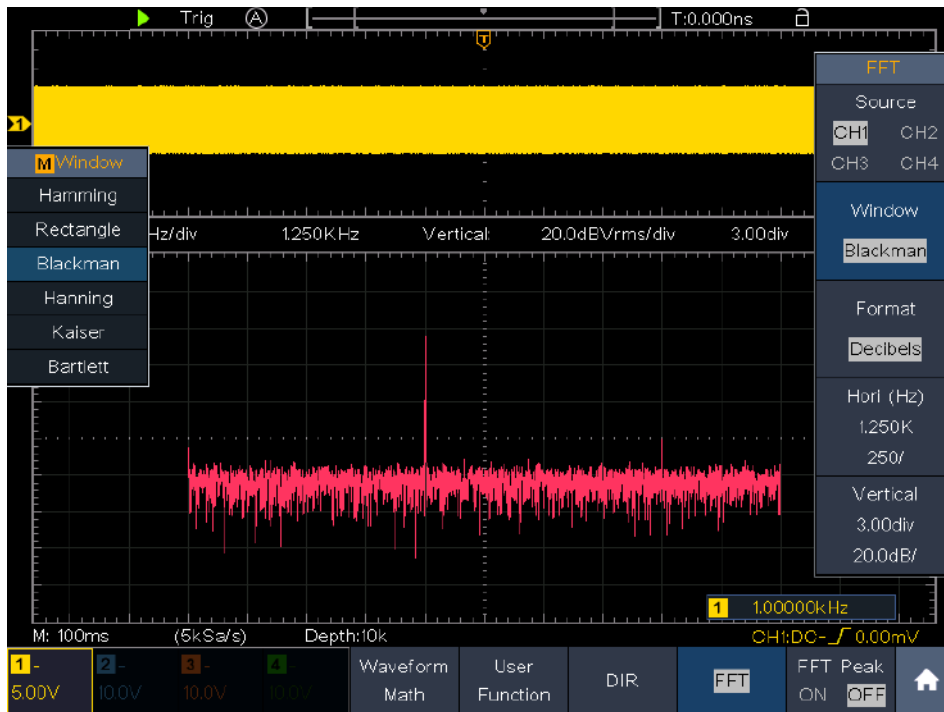 Trig A T:0.000ns
T
1
FFT
Source
CH1 CH2
CH3 CH4
M Window
Hamming
Rectangle
Blackman
Hanning
Kaiser
Bartlett
Hz/div 1.250KHz Vertical: 20.0dBVrms/div 3.00div
Window
Blackman
Format
Decibels
Hori (Hz)
1.250K
250/
Vertical
3.00div
20.0dB/
1 1.00000kHz
M: 100ms (5kSa/s) Depth:10k CH1:DC- 0.00mV
1 -
5.00V
2 -
10.0V
3 -
10.0V
4 -
10.0V
Waveform
Math
User
Function
DIR
FFT
FFT Peak
ON OFF